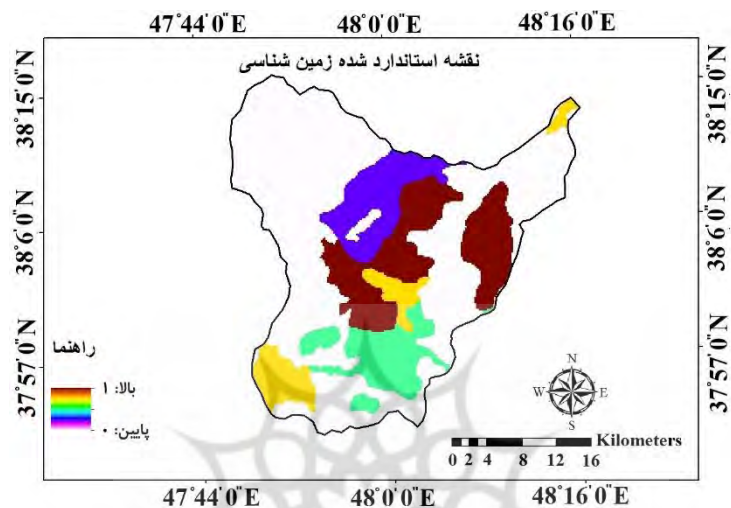 47°44'0"E 48°0'0"E 48°16'0"E
نقشه استاندارد شده زمین شناسی
38°15'0"N 38°15'0"N
38°6'0"N 38°6'0"N
37°57'0"N 37°57'0"N
راهنما
بالا: ۱
پایین: ۰
N
W E
S
Kilometers
0 2 4 8 12 16
47°44'0"E 48°0'0"E 48°16'0"E